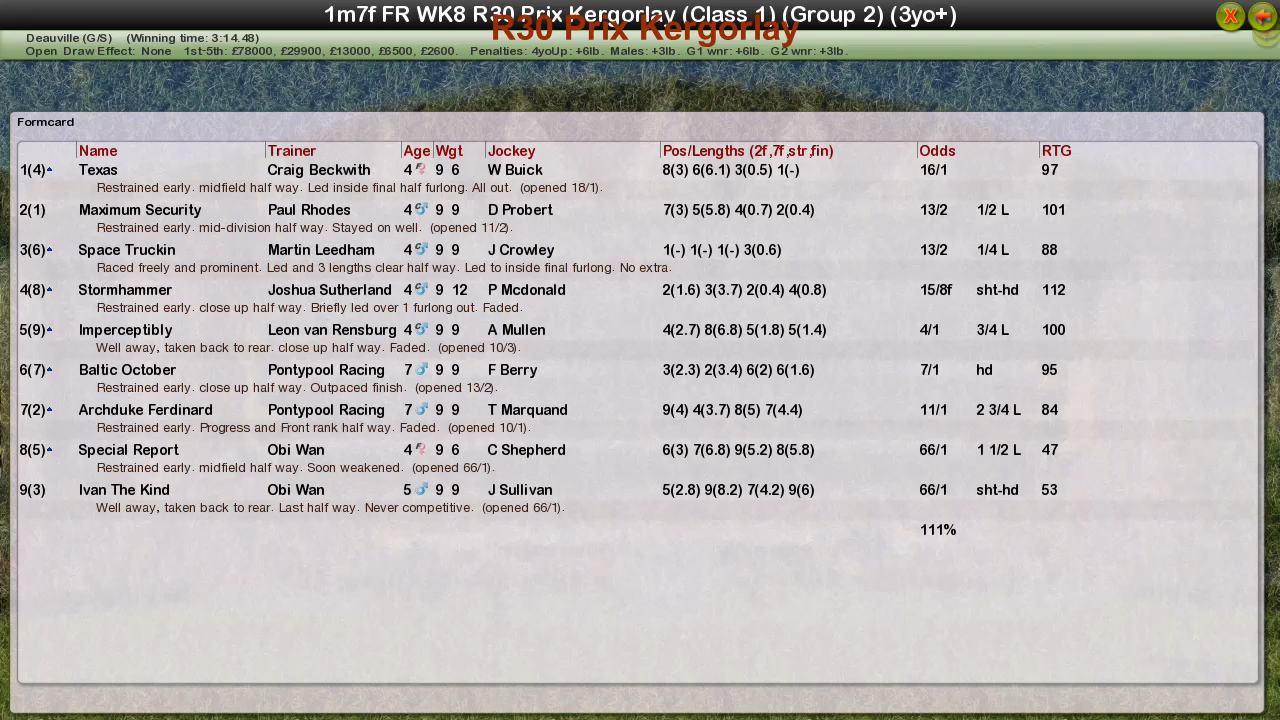 1m7f FR WK8 R30 Prix Kergorlay (Class 1) (Group 2) (3yo+)
R30 Prix Kergorlay
Deauville (G/S) (Winning time: 3:14.48)
Open Draw Effect: None 1st-5th: £78000, £29900, £13000, £6500, £2600. Penalties: 4yoUp: +6lb. Males: +3lb. G1 wnr: +6lb. G2 wnr: +3lb.
Formcard
Name Trainer Age Wgt Jockey Pos/Lengths (2f,7f,str,fin) Odds RTG
1(4) Texas Craig Beckwith 4 9 6 W Buick 8(3) 6(6.1) 3(0.5) 1(-) 16/1 97
Restrained early. midfield half way. Led inside final half furlong. All out. (opened 18/1).
2(1) Maximum Security Paul Rhodes 4 9 9 D Probert 7(3) 5(5.8) 4(0.7) 2(0.4) 13/2 1/2 L 101
Restrained early. mid-division half way. Stayed on well. (opened 11/2).
3(6) Space Truckin Martin Leedham 4 9 9 J Crowley 1(-) 1(-) 1(-) 3(0.6) 13/2 1/4 L 88
Raced freely and prominent. Led and 3 lengths clear half way. Led to inside final furlong. No extra.
4(8) Stormhammer Joshua Sutherland 4 9 12 P Mcdonald 2(1.6) 3(3.7) 2(0.4) 4(0.8) 15/8f sht-hd 112
Restrained early. close up half way. Briefly led over 1 furlong out. Faded.
5(9) Imperceptibly Leon van Rensburg 4 9 9 A Mullen 4(2.7) 8(6.8) 5(1.8) 5(1.4) 4/1 3/4 L 100
Well away, taken back to rear. close up half way. Faded. (opened 10/3).
6(7) Baltic October Pontypool Racing 7 9 9 F Berry 3(2.3) 2(3.4) 6(2) 6(1.6) 7/1 hd 95
Restrained early. close up half way. Outpaced finish. (opened 13/2).
7(2) Archduke Ferdinard Pontypool Racing 7 9 9 T Marquand 9(4) 4(3.7) 8(5) 7(4.4) 11/1 2 3/4 L 84
Restrained early. Progress and Front rank half way. Faded. (opened 10/1).
8(5) Special Report Obi Wan 4 9 6 C Shepherd 6(3) 7(6.8) 9(5.2) 8(5.8) 66/1 1 1/2 L 47
Restrained early. midfield half way. Soon weakened. (opened 66/1).
9(3) Ivan The Kind Obi Wan 5 9 9 J Sullivan 5(2.8) 9(8.2) 7(4.2) 9(6) 66/1 sht-hd 53
Well away, taken back to rear. Last half way. Never competitive. (opened 66/1).
111%